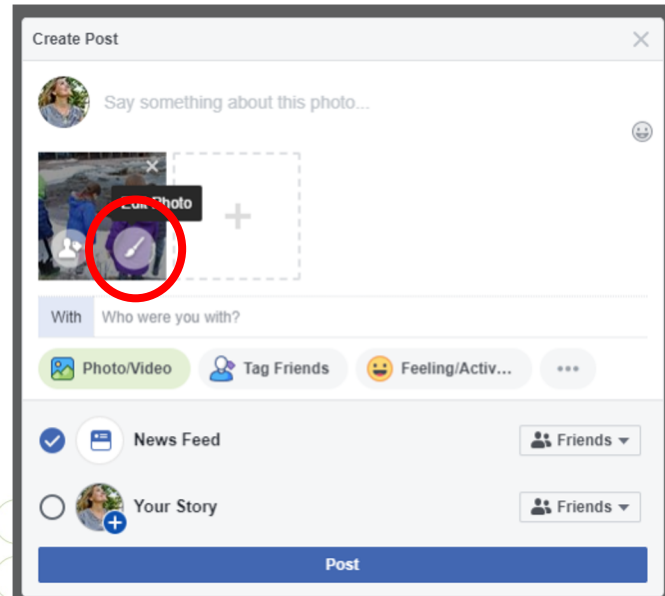 Create Post
Say something about this photo...
Edit Photo
With Who were you with?
Photo/Video Tag Friends Feeling/Activ...
News Feed Friends
Your Story Friends
Post